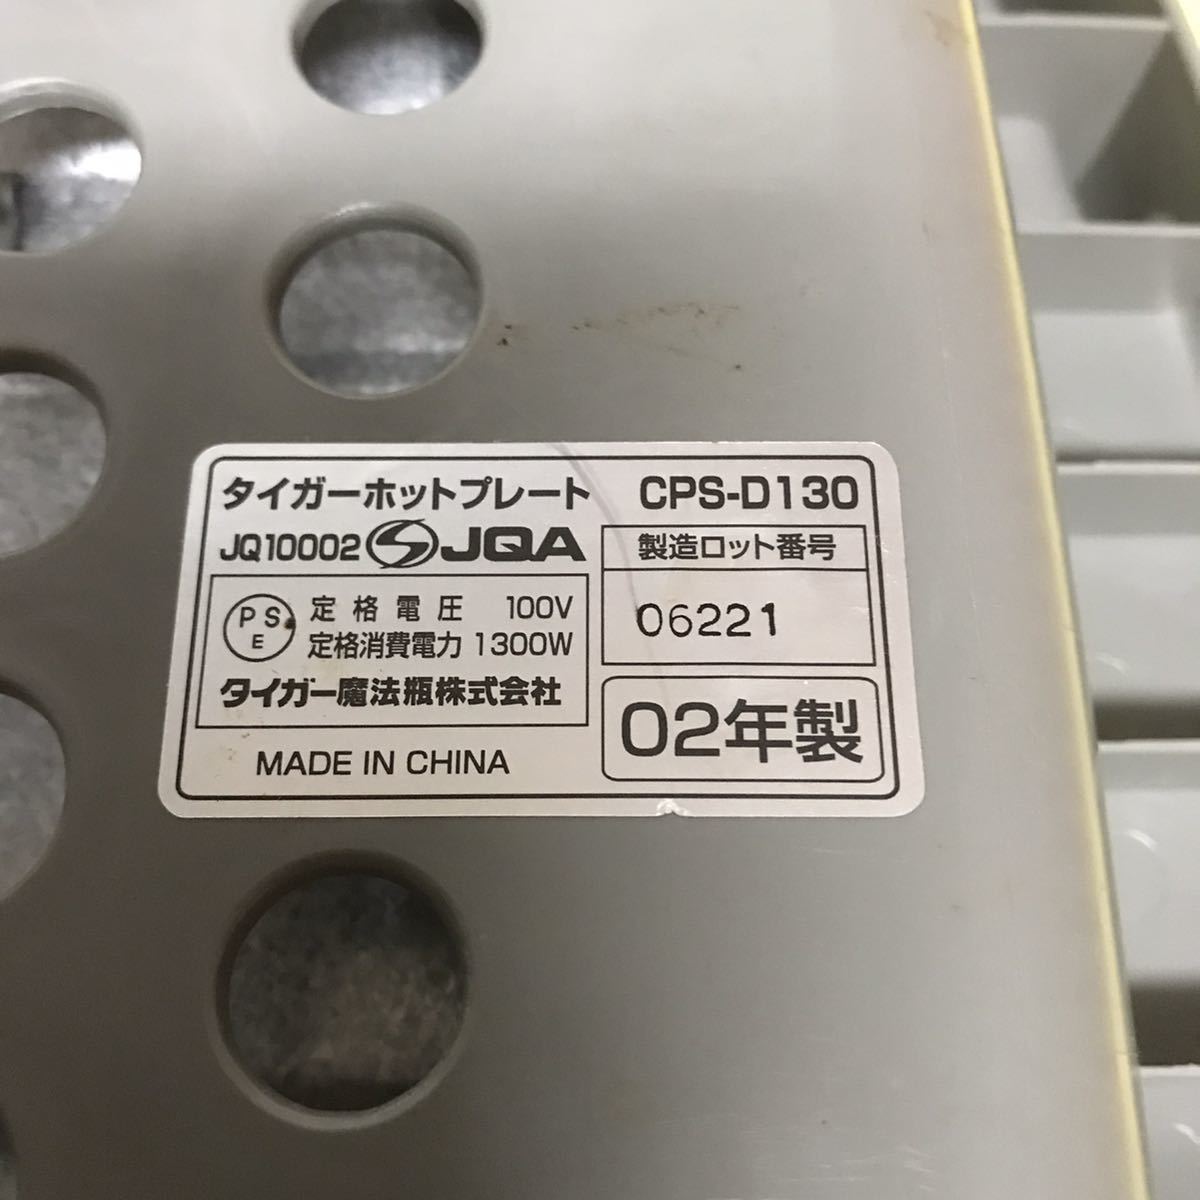 タイガーホットプレート CPS-D130
JQ10002 JQA
製造ロット番号
06221
PS E
定格電圧 100V
定格消費電力 1300W
タイガー魔法瓶株式会社
02年製
MADE IN CHINA